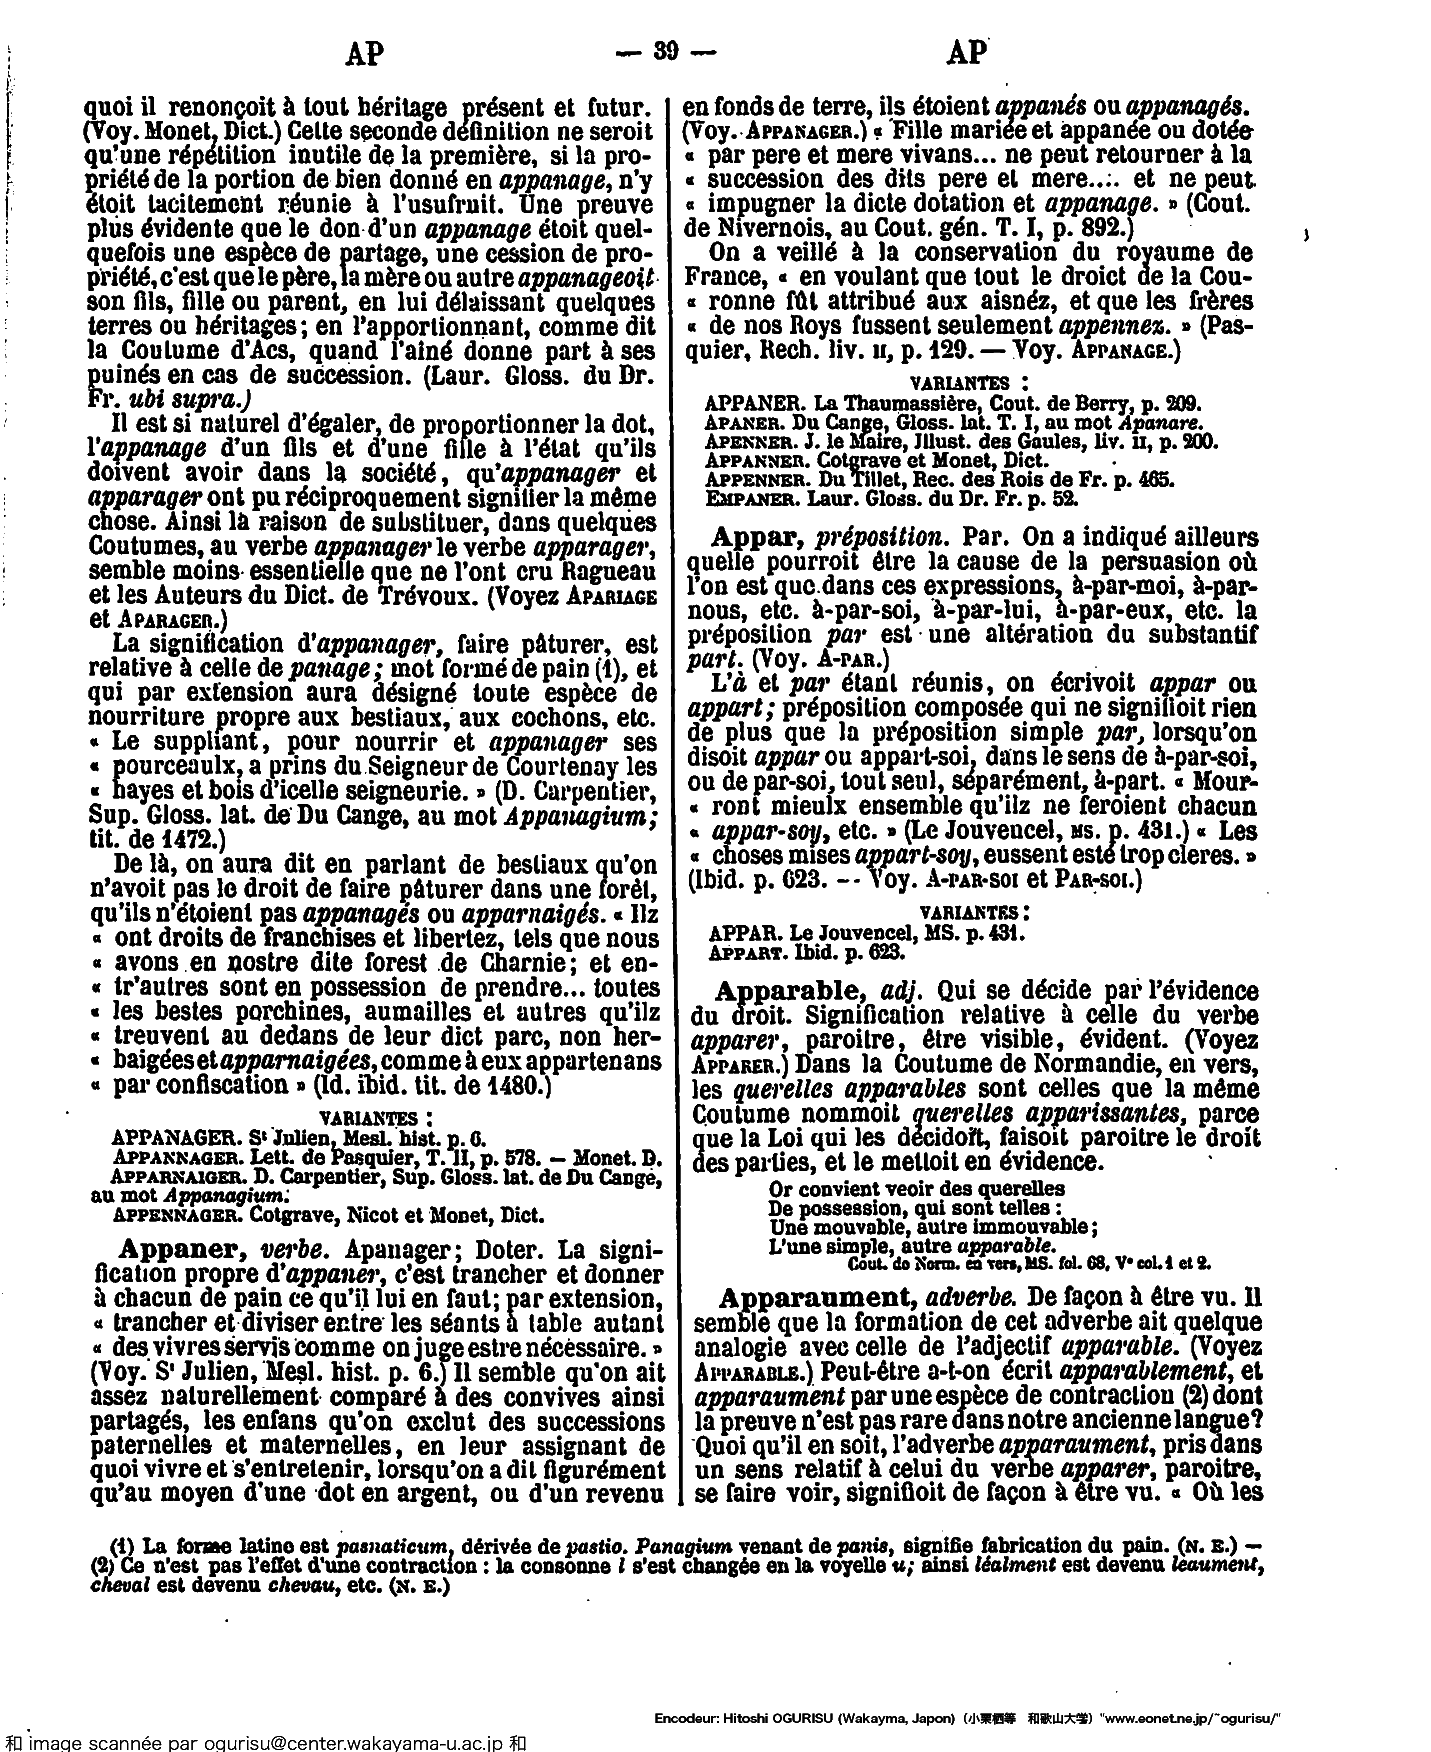 AP
— 39 —
AP
quoi il renonçoit à tout héritage présent et futur.
(Voy. Monet, Dict.) Cette seconde définition ne seroit
qu'une répétition inutile de la première, si la pro-
priété de la portion de bien donné en appanage, n'y
étoit tacitement réunie à l'usufruit. Une preuve
plus évidente que le don d'un appanage étoit quel-
quefois une espèce de partage, une cession de pro-
priété, c'est que le père, la mère ou autre appanageoit
son fils, fille ou parent, en lui délaissant quelques
terres ou héritages; en l'apportionnant, comme dit
la Coutume d'Acs, quand l'ainé donne part à ses
puinés en cas de succession. (Laur. Gloss. du Dr.
Fr. ubi supra.)
Il est si naturel d'égaler, de proportionner la dot,
l'appanage d'un fils et d'une fille à l'état qu'ils
doivent avoir dans la société, qu'appanager et
apparager ont pu réciproquement signifier la même
chose. Ainsi la raison de substituer, dans quelques
Coutumes, au verbe appanager le verbe apparager,
semble moins essentielle que ne l'ont cru Ragueau
et les Auteurs du Dict. de Trévoux. (Voyez APARIAGE
et APARAGER.)
La signification d'appanager, faire pâturer, est
relative à celle de panage; mot formé de pain (1), et
qui par extension aura désigné toute espèce de
nourriture propre aux bestiaux, aux cochons, etc.
« Le suppliant, pour nourrir et appanager ses
« pourceaulx, a prins du Seigneur de Courtenay les
« hayes et bois d'icelle seigneurie. » (D. Carpentier,
Sup. Gloss. lat. de Du Cange, au mot Appanagium;
tit. de 1472.)
De là, on aura dit en parlant de bestiaux qu'on
n'avoit pas le droit de faire pâturer dans une forêt,
qu'ils n'étoient pas appanagés ou apparnaigés. « Ilz
« ont droits de franchises et libertez, tels que nous
« avons en nostre dite forest de Charnie; et en-
« tr'autres sont en possession de prendre... toutes
« les bestes porchines, aumailles et autres qu'ilz
« treuvent au dedans de leur dict parc, non her-
« baigées et apparnaigées, comme à eux appartenans
« par confiscation » (Id. ibid. tit. de 1480.)
VARIANTES :
APPANAGER. St Julien, Mesl. hist. p. 6.
APPANNAGER. Lett. de Pasquier, T. II, p. 578. — Monet. D.
APPARNAIGER. D. Carpentier, Sup. Gloss. lat. de Du Cange,
au mot Appanagium.
APPENNAGER. Cotgrave, Nicot et Monet, Dict.
Appaner, verbe. Apanager; Doter. La signi-
fication propre d'appaner, c'est trancher et donner
à chacun de pain ce qu'il lui en faut; par extension,
« trancher et diviser entre les séants à table autant
« des vivres servis comme on juge estre nécessaire. »
(Voy. St Julien, Mesl. hist. p. 6.) Il semble qu'on ait
assez naturellement comparé à des convives ainsi
partagés, les enfans qu'on exclut des successions
paternelles et maternelles, en leur assignant de
quoi vivre et s'entretenir, lorsqu'on a dit figurément
qu'au moyen d'une dot en argent, ou d'un revenu
en fonds de terre, ils étoient appanés ou appanagés.
(Voy. APPANAGER.) « Fille mariée et appanée ou dotée
« par pere et mere vivans... ne peut retourner à la
« succession des dits pere et mere.... et ne peut
« impugner la dicte dotation et appanage. » (Cout.
de Nivernois, au Cout. gén. T. I, p. 892.)
On a veillé à la conservation du royaume de
France, « en voulant que tout le droict de la Cou-
« ronne fût attribué aux aisnéz, et que les frères
« de nos Roys fussent seulement appennez. » (Pas-
quier, Rech. liv. II, p. 129. — Voy. APPANAGE.)
VARIANTES :
APPANER. La Thaumassière, Cout. de Berry, p. 209.
APANER. Du Cange, Gloss. lat. T. I, au mot Apanare.
APENNER. J. le Maire, Illust. des Gaules, liv. II, p. 200.
APPANNER. Cotgrave et Monet, Dict.
APPENNER. Du Tillet, Rec. des Rois de Fr. p. 465.
EMPANER. Laur. Gloss. du Dr. Fr. p. 52.
Appar, préposition. Par. On a indiqué ailleurs
quelle pourroit être la cause de la persuasion où
l'on est que dans ces expressions, à-par-moi, à-par-
nous, etc. à-par-soi, à-par-lui, à-par-eux, etc. la
préposition par est une altération du substantif
part. (Voy. A-PAR.)
L'à et par étant réunis, on écrivoit appar ou
appart; préposition composée qui ne signifioit rien
de plus que la préposition simple par, lorsqu'on
disoit appar ou appart-soi, dans le sens de à-par-soi,
ou de par-soi, tout seul, séparément, à-part. « Mour-
« ront mieulx ensemble qu'ilz ne feroient chacun
« appar-soy, etc. » (Le Jouvencel, MS. p. 431.) « Les
« choses mises appart-soy, eussent esté trop cleres. »
(Ibid. p. 623. -- Voy. A-PAR-SOI et PAR-SOI.)
VARIANTES :
APPAR. Le Jouvencel, MS. p. 431.
APPART. Ibid. p. 623.
Apparable, adj. Qui se décide par l'évidence
du droit. Signification relative à celle du verbe
apparer, paroitre, être visible, évident. (Voyez
APPARER.) Dans la Coutume de Normandie, en vers,
les querelles apparables sont celles que la même
Coutume nommoit querelles apparissantes, parce
que la Loi qui les décidoit, faisoit paroitre le droit
des parties, et le mettoit en évidence.
Or convient veoir des querelles
De possession, qui sont telles :
Une mouvable, autre immouvable;
L'une simple, autre apparable.
Cout. de Norm. en vers, MS. fol. 68, V° col. 1 et 2.
Apparaument, adverbe. De façon à être vu. Il
semble que la formation de cet adverbe ait quelque
analogie avec celle de l'adjectif apparable. (Voyez
APPARABLE.) Peut-être a-t-on écrit apparablement, et
apparaument par une espèce de contraction (2) dont
la preuve n'est pas rare dans notre ancienne langue?
Quoi qu'il en soit, l'adverbe apparaument, pris dans
un sens relatif à celui du verbe apparer, paroitre,
se faire voir, signifioit de façon à être vu. « Où les
(1) La forme latine est pasnaticum, dérivée de pastio. Panagium venant de panis, signifie fabrication du pain. (N. E.) —
(2) Ce n'est pas l'effet d'une contraction : la consonne l s'est changée en la voyelle u; ainsi léalment est devenu leaument,
cheval est devenu chevau, etc. (N. E.)
Encodeur: Hitoshi OGURISU (Wakayma, Japon) (小栗栖等 和歌山大学) "www.eonet.ne.jp/~ogurisu/"
和 image scannée par ogurisu@center.wakayama-u.ac.jp 和